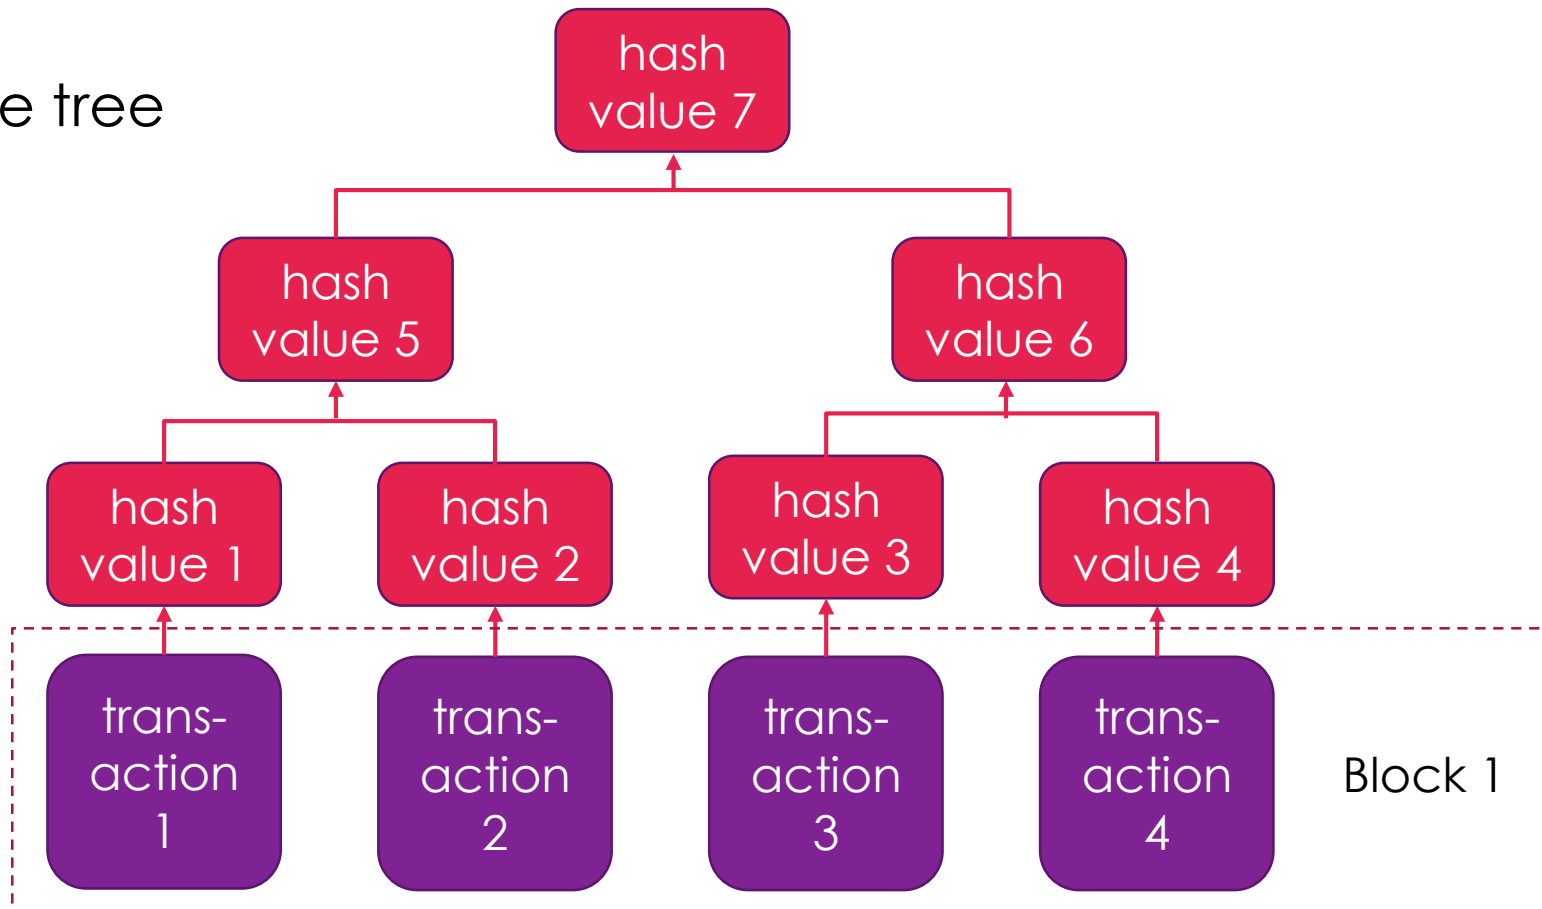 e tree
hash
value 7
hash
value 5
hash
value 6
hash
value 1
hash
value 2
hash
value 3
hash
value 4
trans-
action
1
trans-
action
2
trans-
action
3
trans-
action
4
Block 1